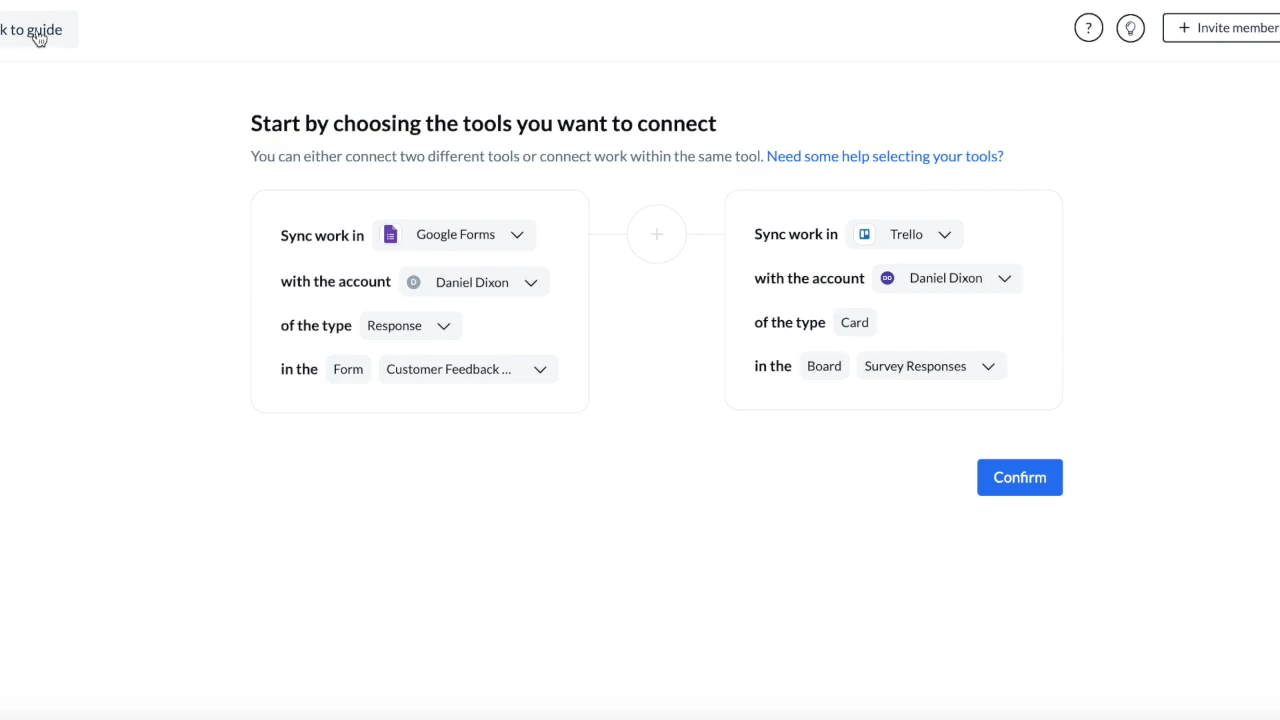 k to guide
?
+ Invite member
Start by choosing the tools you want to connect
You can either connect two different tools or connect work within the same tool. Need some help selecting your tools?
Sync work in Google Forms
with the account D Daniel Dixon
of the type Response
in the Form Customer Feedback ...
+
Sync work in Trello
with the account DD Daniel Dixon
of the type Card
in the Board Survey Responses
Confirm